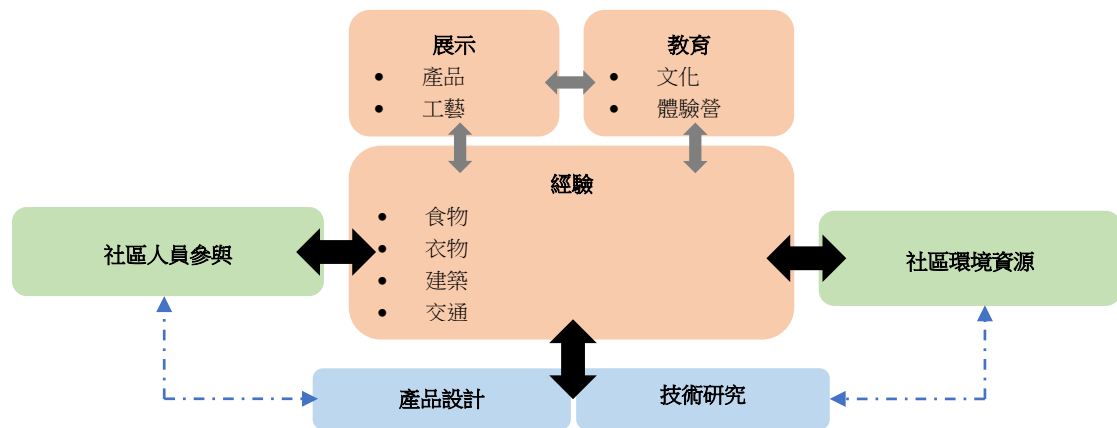 展示
• 產品
• 工藝
教育
• 文化
• 體驗營
經驗
• 食物
• 衣物
• 建築
• 交通
社區人員參與
社區環境資源
產品設計
技術研究